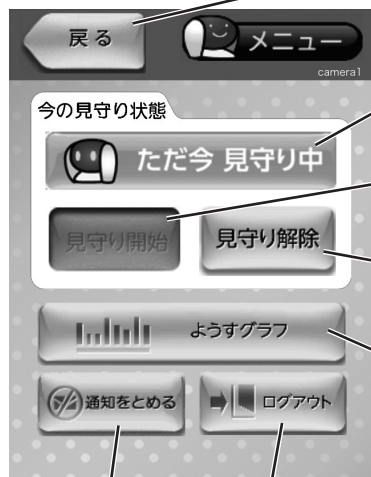 戻る
メニュー
camera1
今の見守り状態
ただ今 見守り中
見守り開始
見守り解除
ようすグラフ
通知をとめる
ログアウト